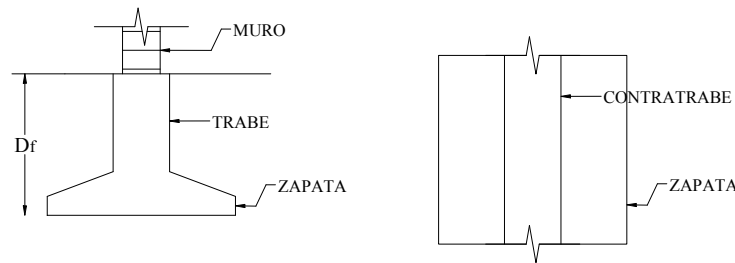 MURO
TRABE
Df
ZAPATA
CONTRATRABE
ZAPATA